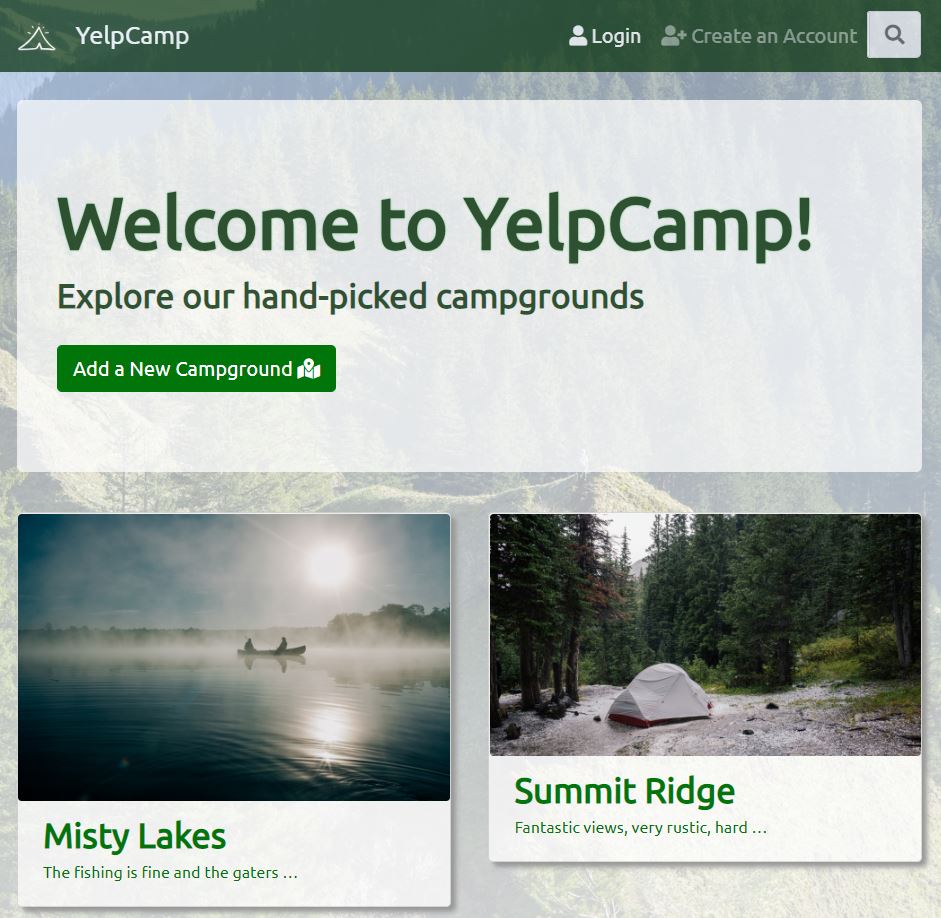 YelpCamp
Login
Create an Account
Welcome to YelpCamp!
Explore our hand-picked campgrounds
Add a New Campground
Misty Lakes
The fishing is fine and the gaters …
Summit Ridge
Fantastic views, very rustic, hard …